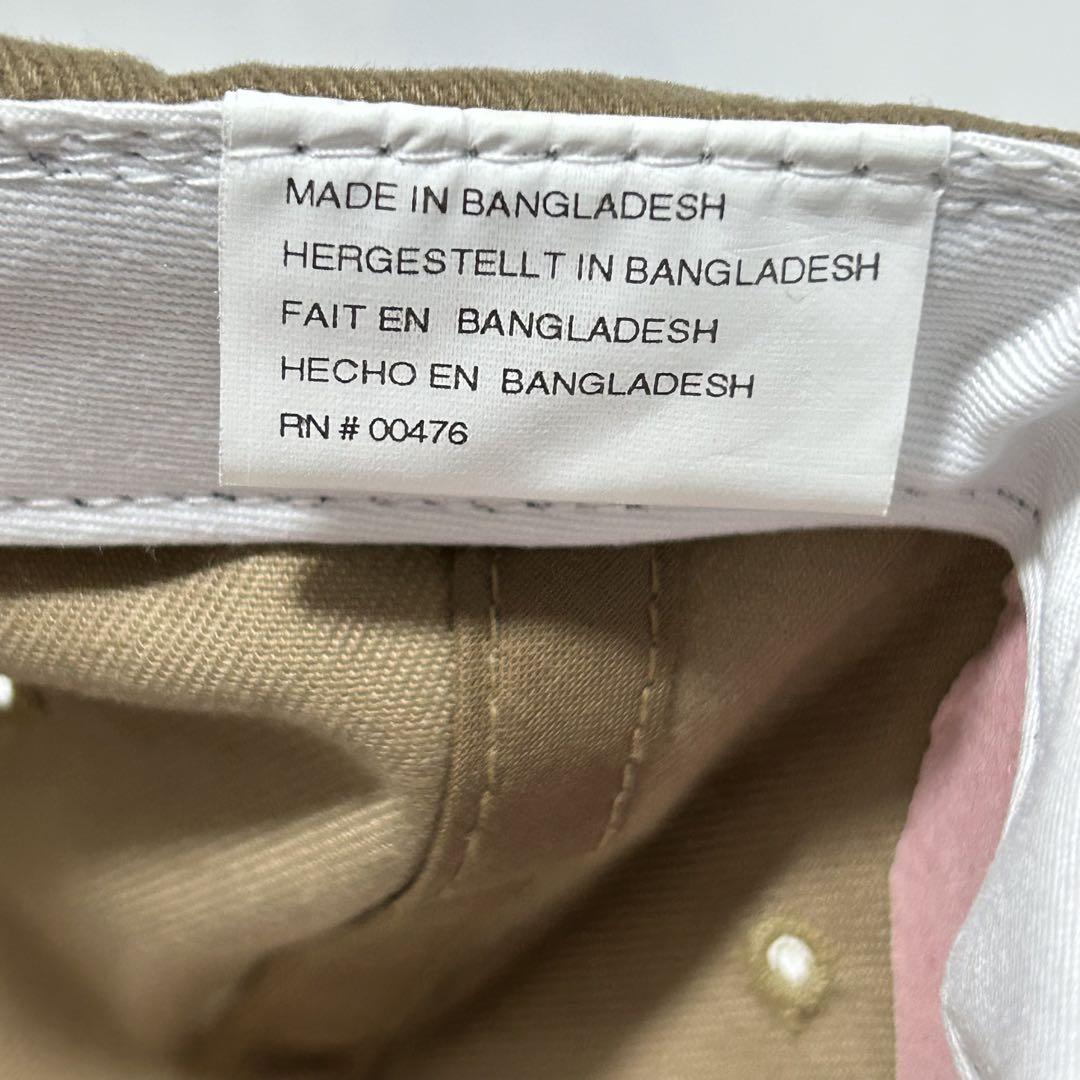 MADE IN BANGLADESH
HERGESTELLT IN BANGLADESH
FAIT EN BANGLADESH
HECHO EN BANGLADESH
RN # 00476